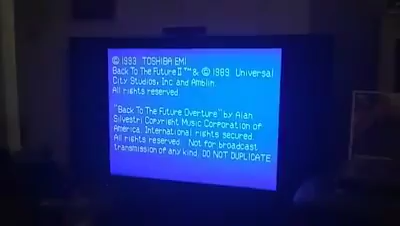 © 1993 TOSHIBA EMI
Back To The Future II™ & © 1989 Universal
City Studios, Inc and Amblin.
All rights reserved
"Back To The Future Overture" by Alan
Silvestri Copyright Music Corporation of
America. International rights secured
All rights reserved. Not for broadcast
transmission of any kind. DO NOT DUPLICATE